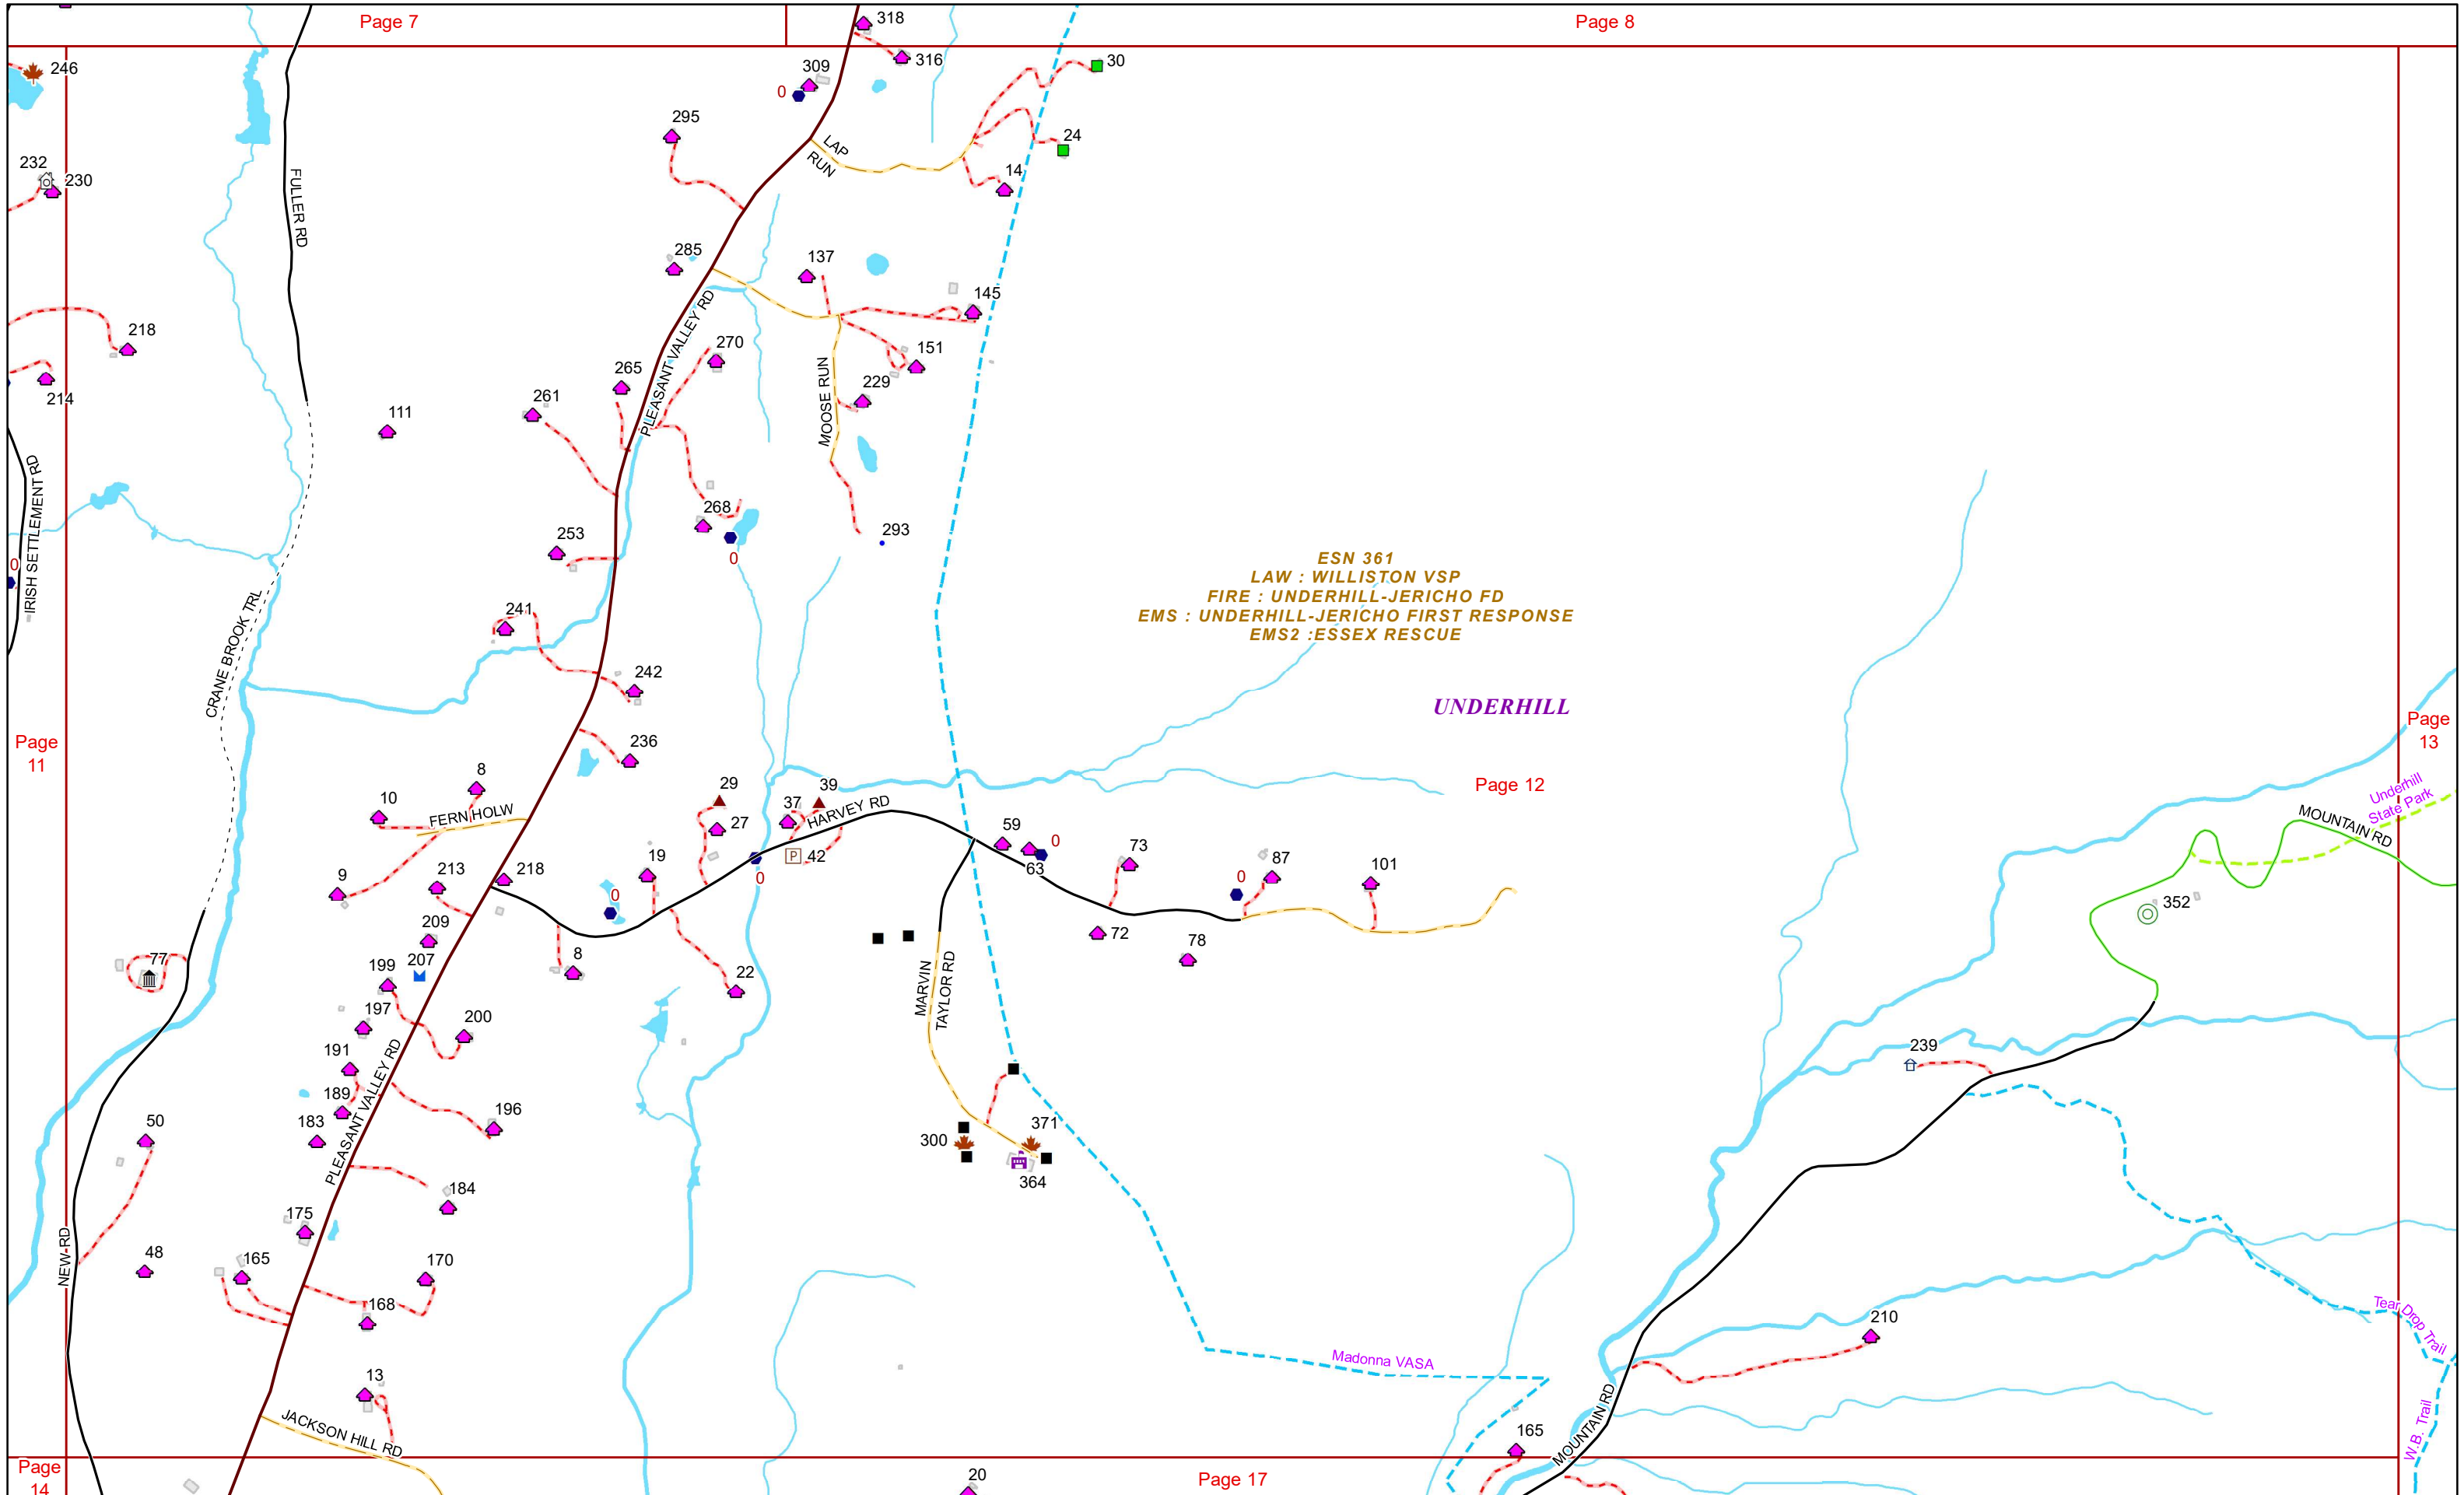 Page 7
Page 8
318
316
30
246
309
0
295
24
LAP
RUN
232
230
14
FULLER RD
285
137
145
218
PLEASANT VALLEY RD
270
151
265
229
214
261
MOOSE RUN
111
IRISH SETTLEMENT RD
268
293
253
0
0
ESN 361
LAW : WILLISTON VSP
FIRE : UNDERHILL-JERICHO FD
EMS : UNDERHILL-JERICHO FIRST RESPONSE
EMS2 :ESSEX RESCUE
CRANE BROOK TRL
241
242
UNDERHILL
Page
11
Page
13
236
8
29
39
Page 12
Underhill
State Park
10
FERN HOLW
37
HARVEY RD
27
59
0
MOUNTAIN RD
42
73
19
63
87
9
213
218
0
0
0
101
352
209
72
78
77
207
199
8
22
MARVIN
TAYLOR RD
197
200
191
239
PLEASANT VALLEY RD
189
50
183
196
371
300
364
184
175
NEW RD
48
165
170
168
Tear Drop Trail
210
Madonna VASA
13
JACKSON HILL RD
MOUNTAIN RD
W.B. Trail
165
Page
14
20
Page 17